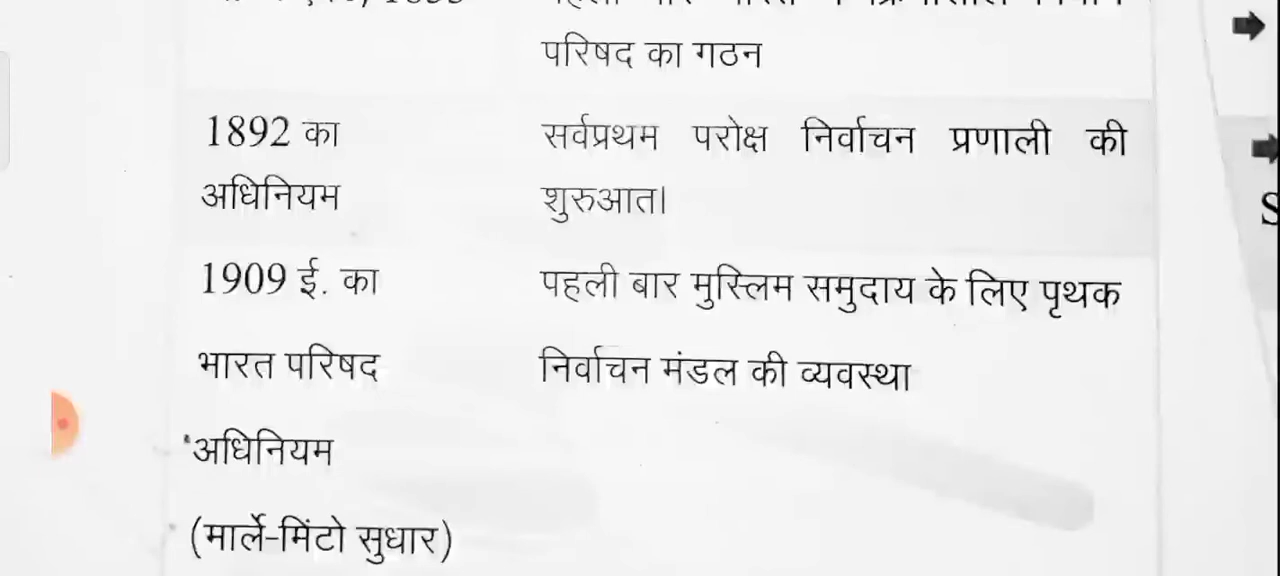 परिषद का गठन
1892 का
अधिनियम
सर्वप्रथम परोक्ष निर्वाचन प्रणाली की
शुरुआत।
1909 ई. का
भारत परिषद
अधिनियम
(मार्ले-मिंटो सुधार)
पहली बार मुस्लिम समुदाय के लिए पृथक
निर्वाचन मंडल की व्यवस्था